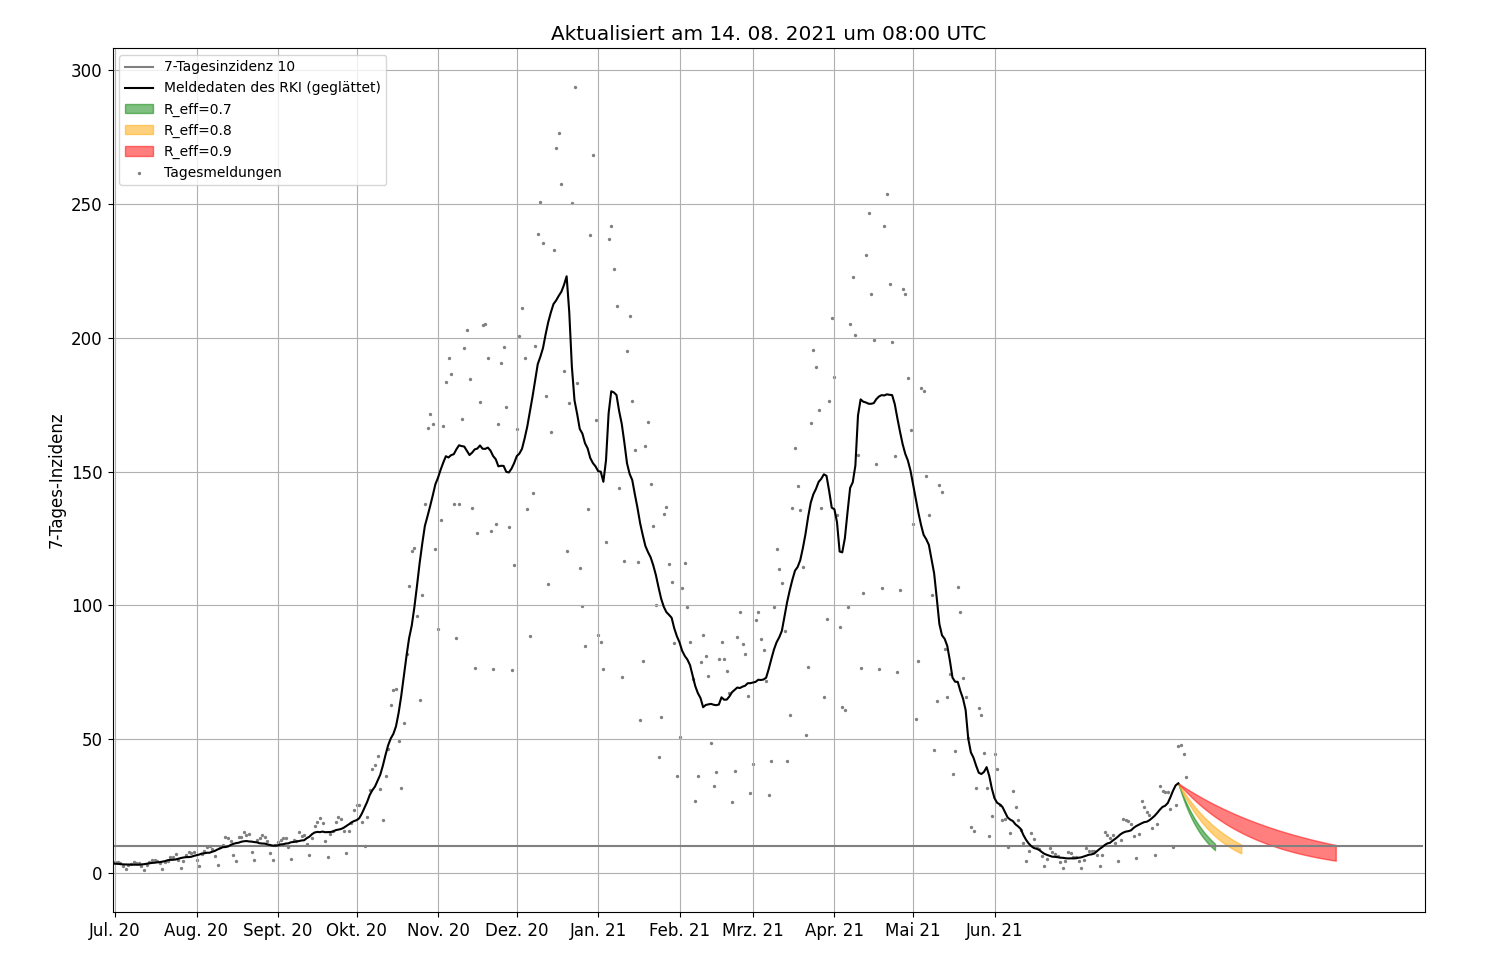 Aktualisiert am 14. 08. 2021 um 08:00 UTC
7-Tagesinzidenz 10
Meldedaten des RKI (geglättet)
R_eff=0.7
R_eff=0.8
R_eff=0.9
Tagesmeldungen
7-Tages-Inzidenz
300
250
200
150
100
50
0
Jul. 20 Aug. 20 Sept. 20 Okt. 20 Nov. 20 Dez. 20 Jan. 21 Feb. 21 Mrz. 21 Apr. 21 Mai 21 Jun. 21